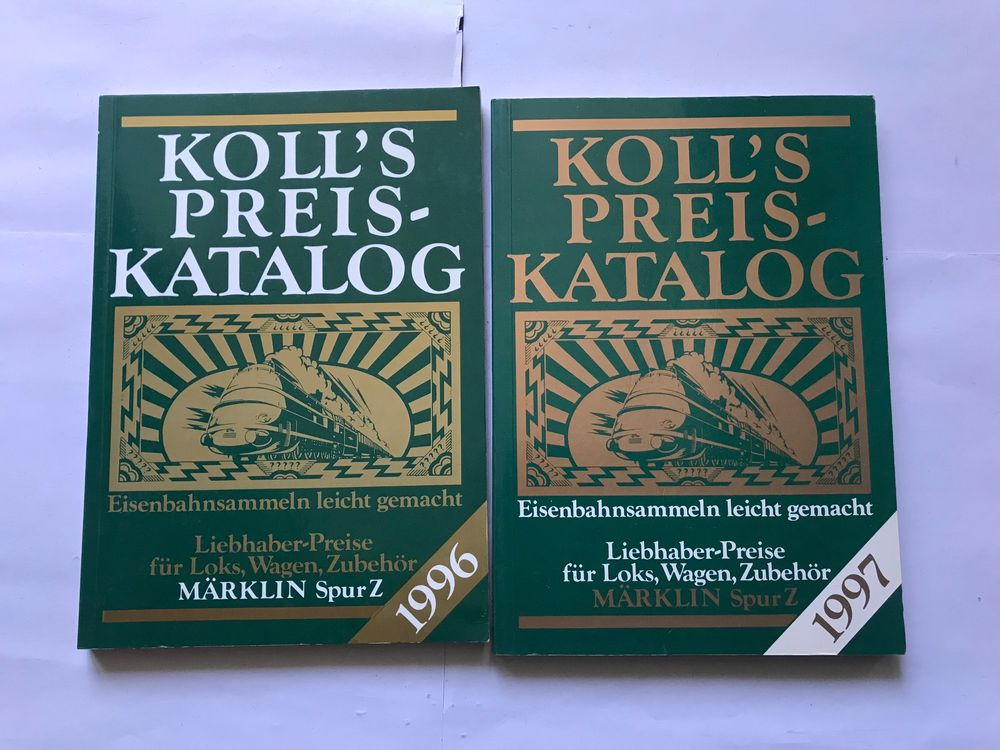 KOLL'S
PREIS-
KATALOG
Eisenbahnsammeln leicht gemacht
Liebhaber-Preise
für Loks, Wagen, Zubehör
MÄRKLIN Spur Z
1996
KOLL'S
PREIS-
KATALOG
Eisenbahnsammeln leicht gemacht
Liebhaber-Preise
für Loks, Wagen, Zubehör
MÄRKLIN Spur Z
1997